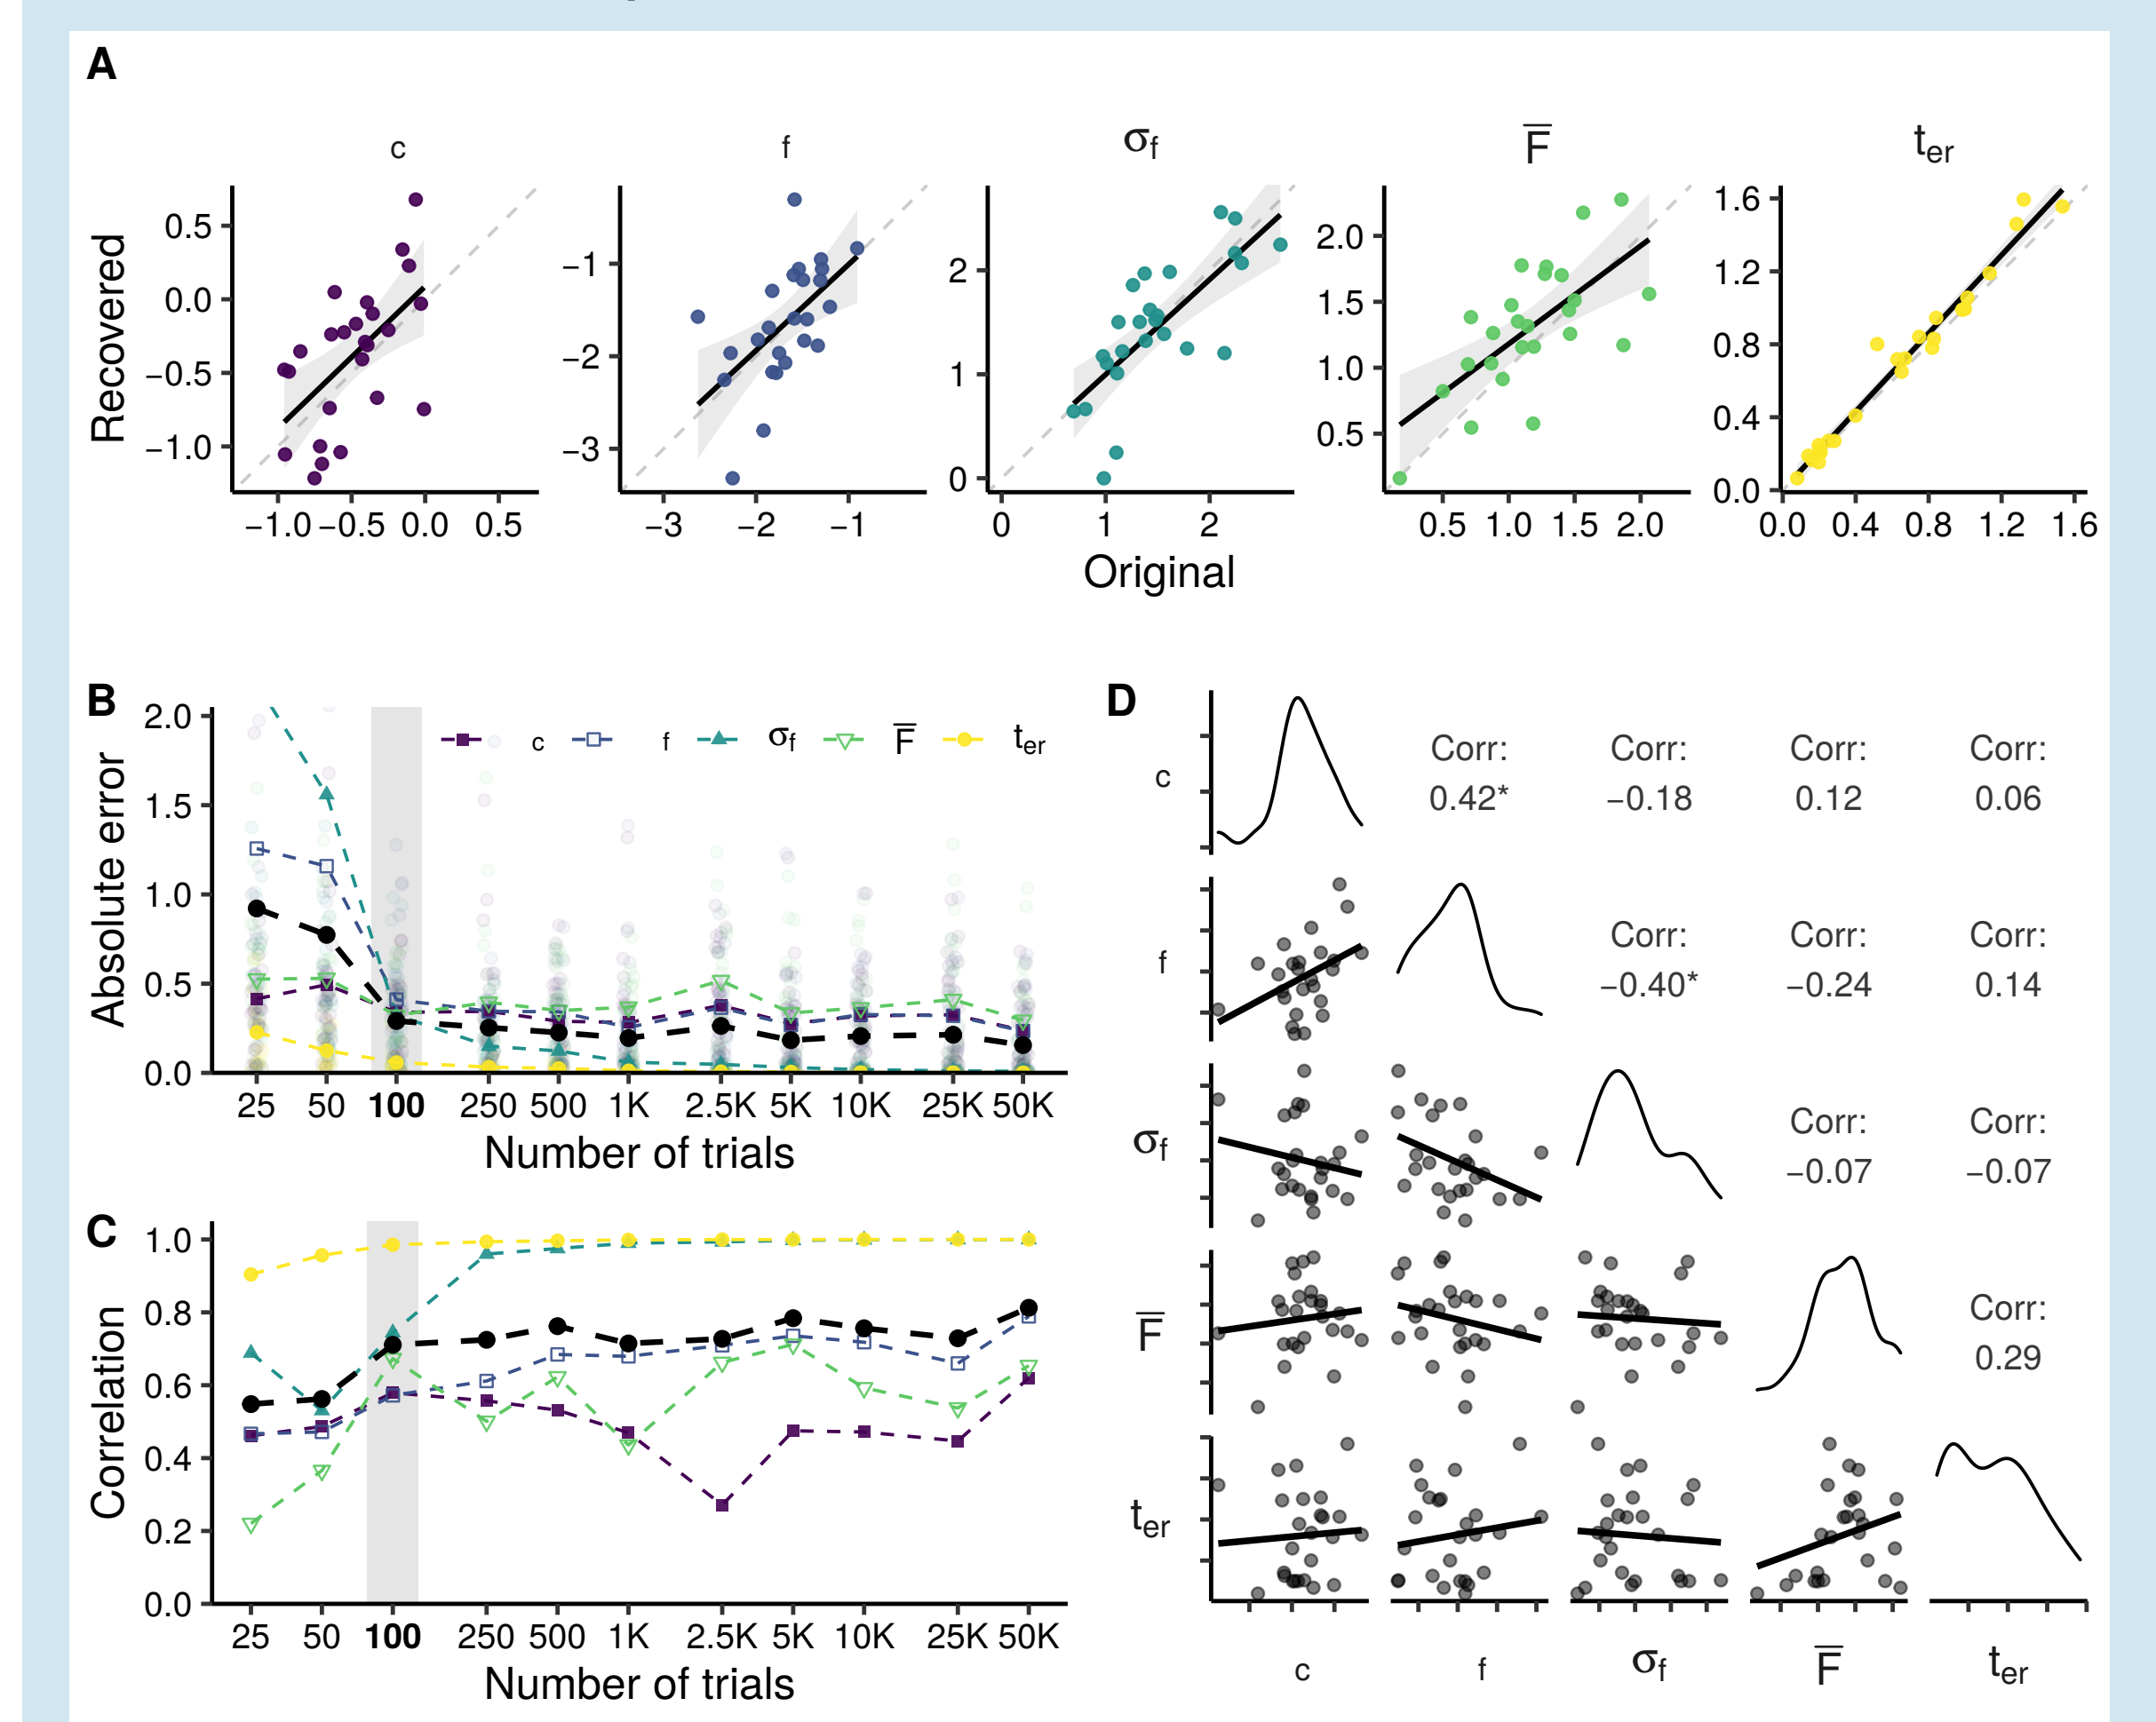 A
c f σf F̅ ter
Recovered
0.5
0.0
−0.5
−1.0
−1.0 −0.5 0.0 0.5
−1
−2
−3
−3 −2 −1
2
1
0
0 1 2
2.0
1.5
1.0
0.5
0.5 1.0 1.5 2.0
1.6
1.2
0.8
0.4
0.0
0.0 0.4 0.8 1.2 1.6
Original
B
Absolute error
2.0
1.5
1.0
0.5
0.0
c f σf F̅ ter
25 50 100 250 500 1K 2.5K 5K 10K 25K 50K
Number of trials
C
Correlation
1.0
0.8
0.6
0.4
0.2
0.0
25 50 100 250 500 1K 2.5K 5K 10K 25K 50K
Number of trials
D
c
Corr: Corr: Corr: Corr:
0.42* −0.18 0.12 0.06
f
Corr: Corr: Corr:
−0.40* −0.24 0.14
σf
Corr: Corr:
−0.07 −0.07
F̅
Corr:
0.29
ter
c f σf F̅ ter